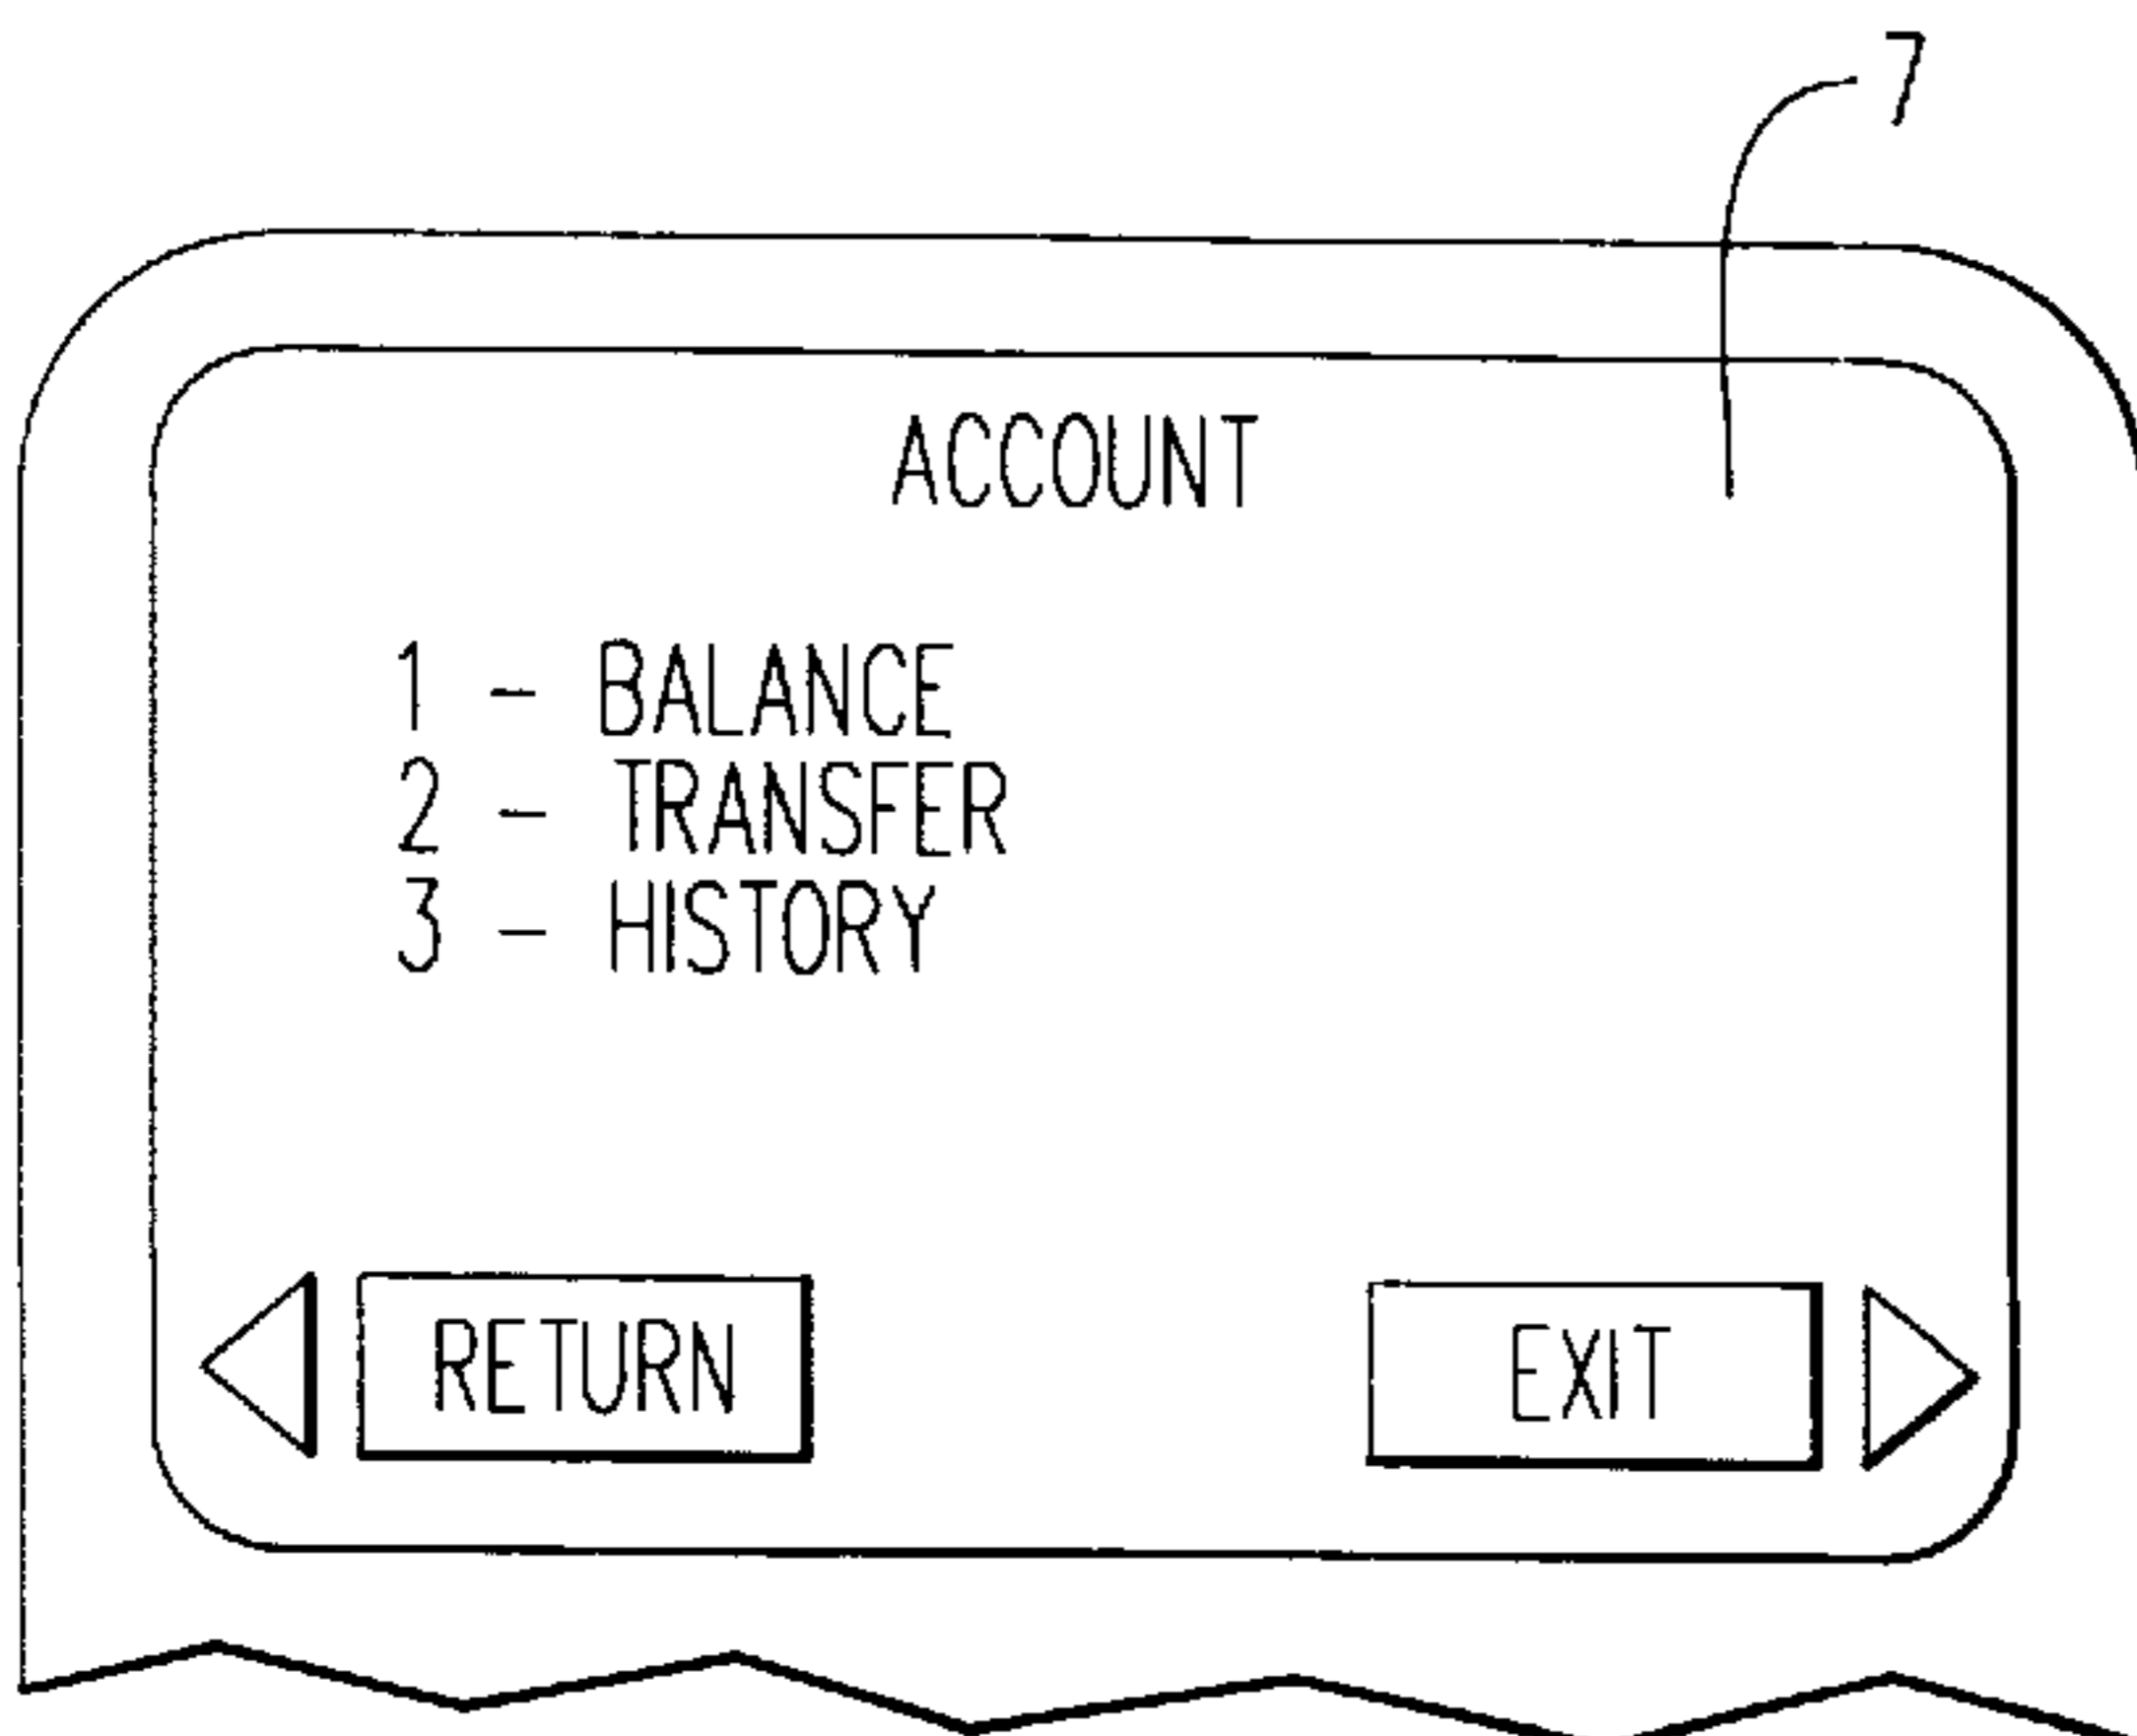 7
ACCOUNT
1 - BALANCE
2 - TRANSFER
3 - HISTORY
RETURN EXIT